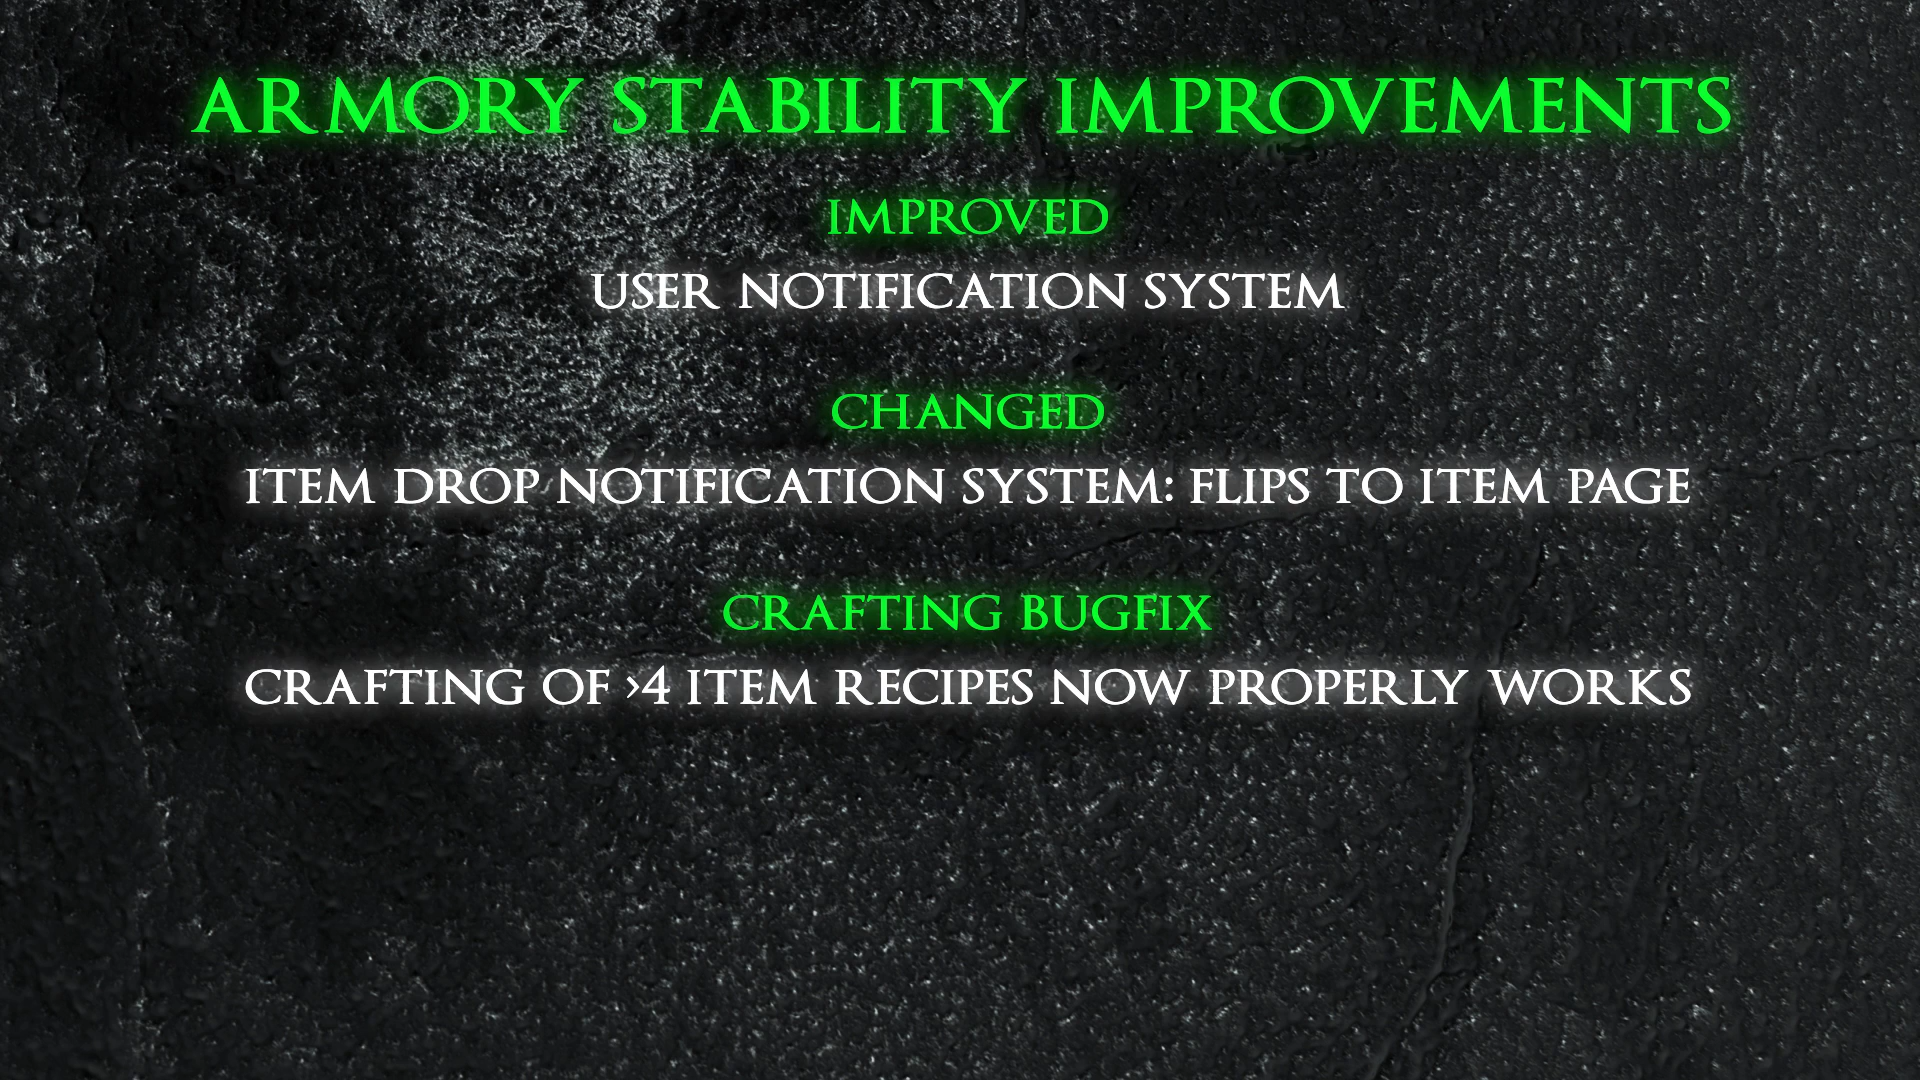 ARMORY STABILITY IMPROVEMENTS
IMPROVED
USER NOTIFICATION SYSTEM
CHANGED
ITEM DROP NOTIFICATION SYSTEM: FLIPS TO ITEM PAGE
CRAFTING BUGFIX
CRAFTING OF >4 ITEM RECIPES NOW PROPERLY WORKS